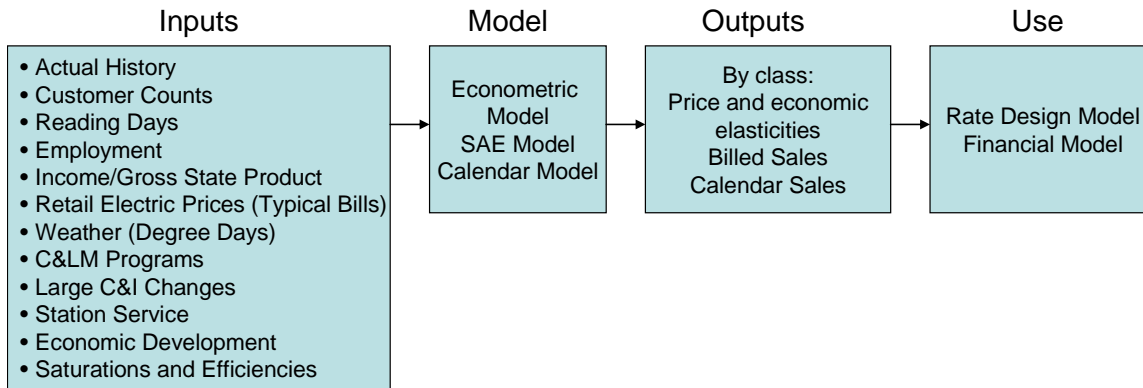 Inputs
• Actual History
• Customer Counts
• Reading Days
• Employment
• Income/Gross State Product
• Retail Electric Prices (Typical Bills)
• Weather (Degree Days)
• C&LM Programs
• Large C&I Changes
• Station Service
• Economic Development
• Saturations and Efficiencies
Model
Econometric
Model
SAE Model
Calendar Model
Outputs
By class:
Price and economic
elasticities
Billed Sales
Calendar Sales
Use
Rate Design Model
Financial Model